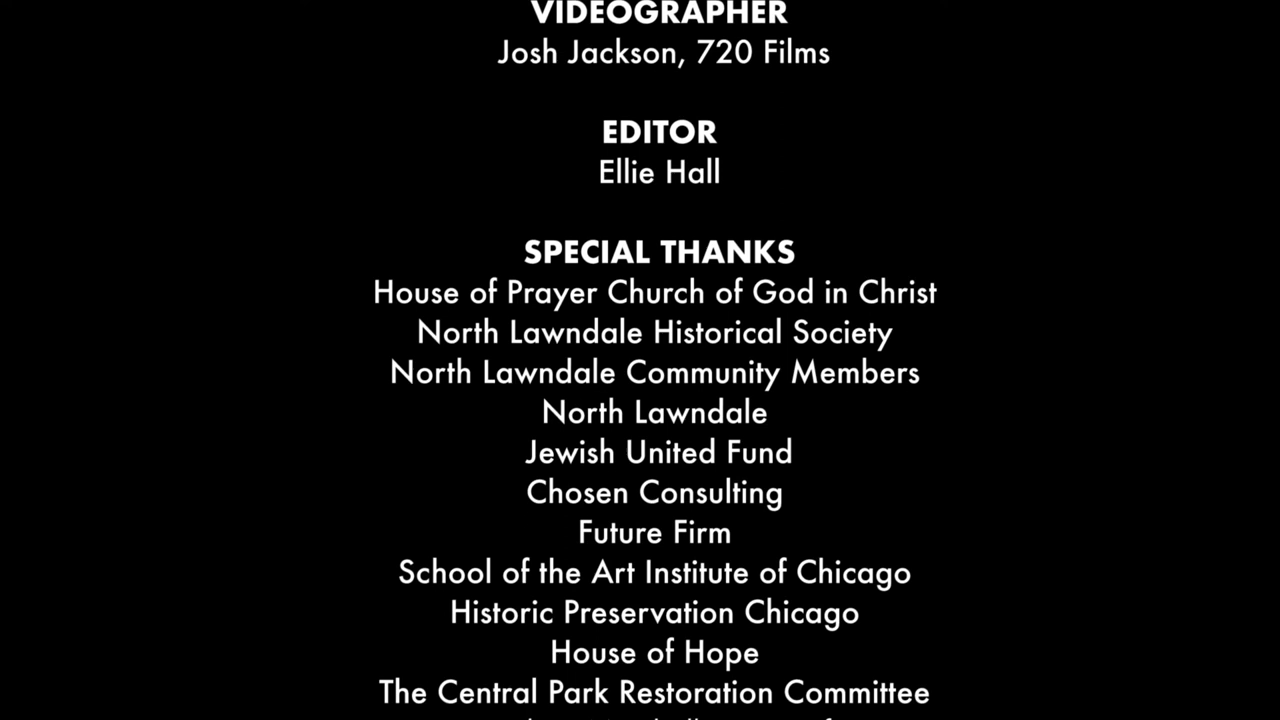 VIDEOGRAPHER
Josh Jackson, 720 Films
EDITOR
Ellie Hall
SPECIAL THANKS
House of Prayer Church of God in Christ
North Lawndale Historical Society
North Lawndale Community Members
North Lawndale
Jewish United Fund
Chosen Consulting
Future Firm
School of the Art Institute of Chicago
Historic Preservation Chicago
House of Hope
The Central Park Restoration Committee